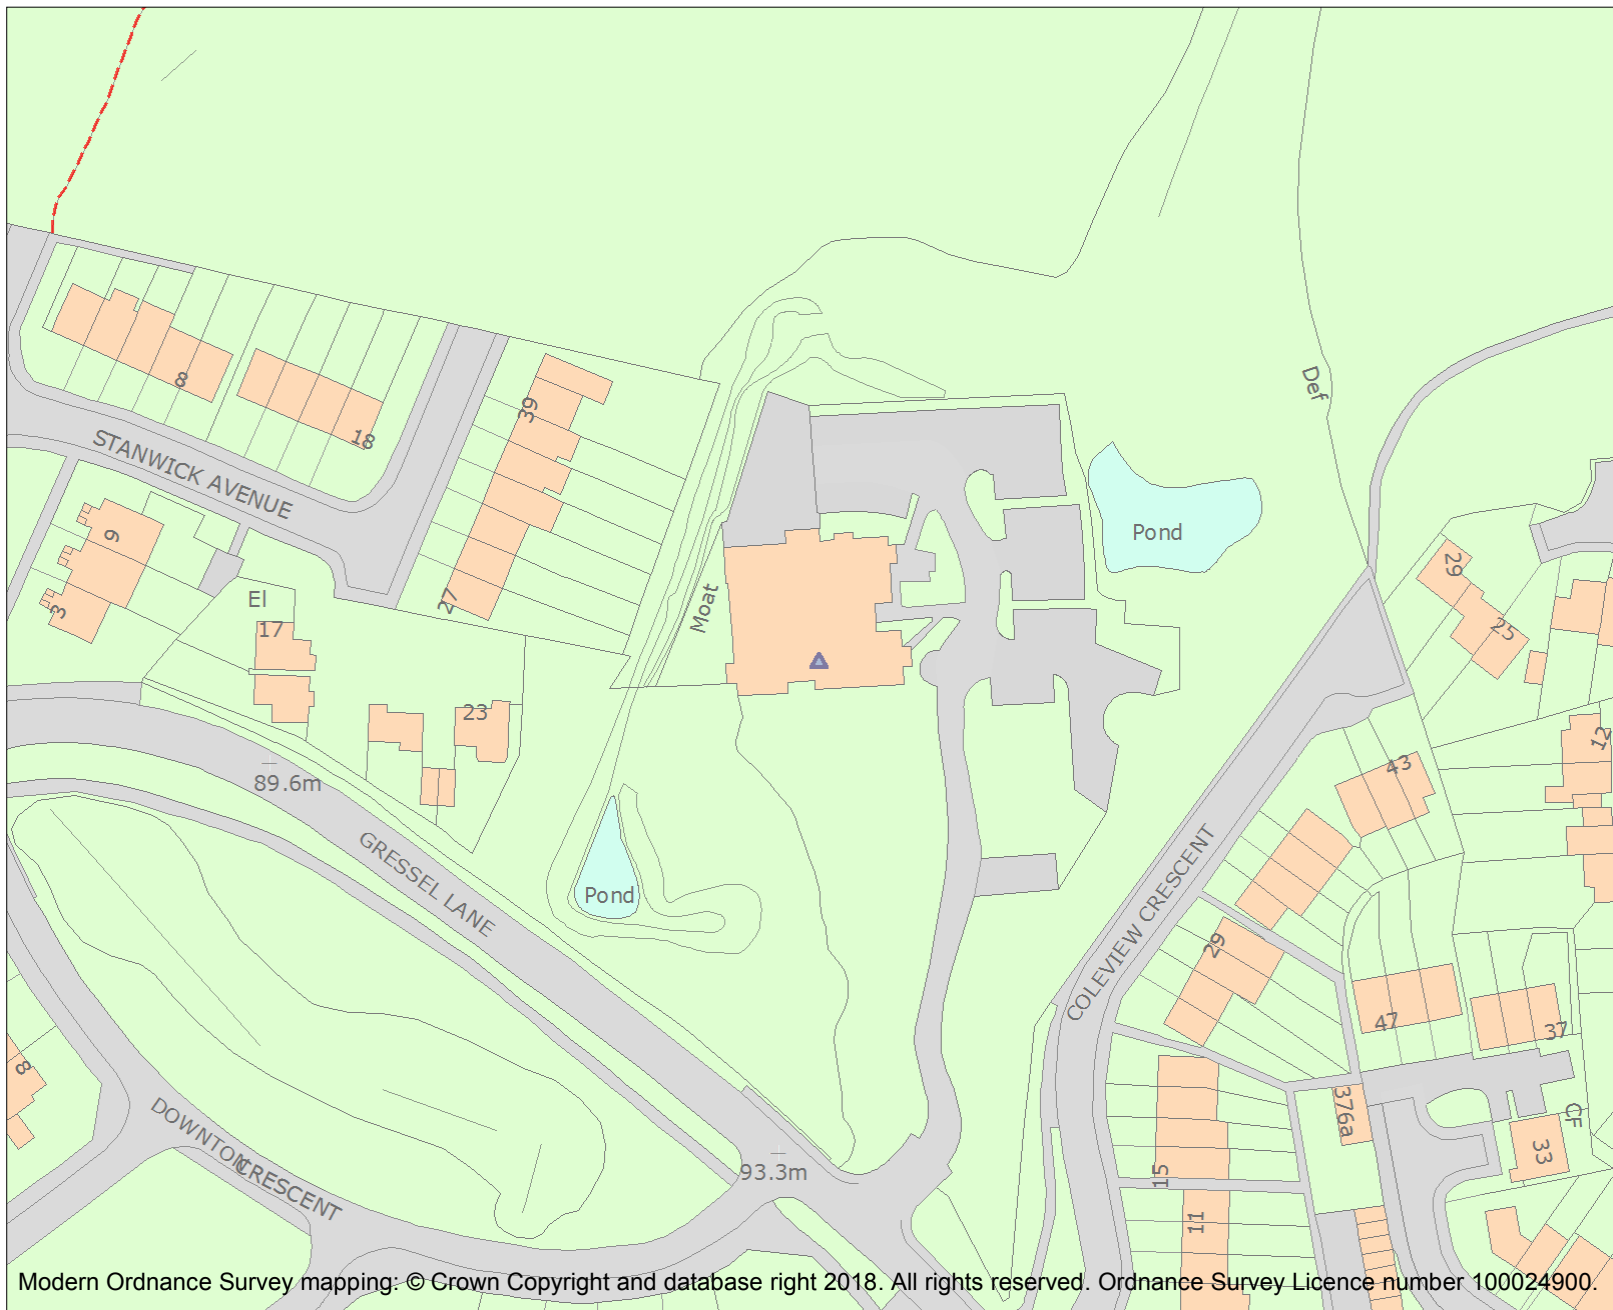 Def
39
8
18
STANWICK AVENUE
Pond
9
29
El
27
Moat
3
17
25
23
12
43
89.6m
GRESSEL LANE
COLEVIEW CRESCENT
Pond
29
47
37
8
DOWNTON CRESCENT
376a
CF
33
93.3m
15
11
Modern Ordnance Survey mapping: © Crown Copyright and database right 2018. All rights reserved. Ordnance Survey Licence number 100024900.